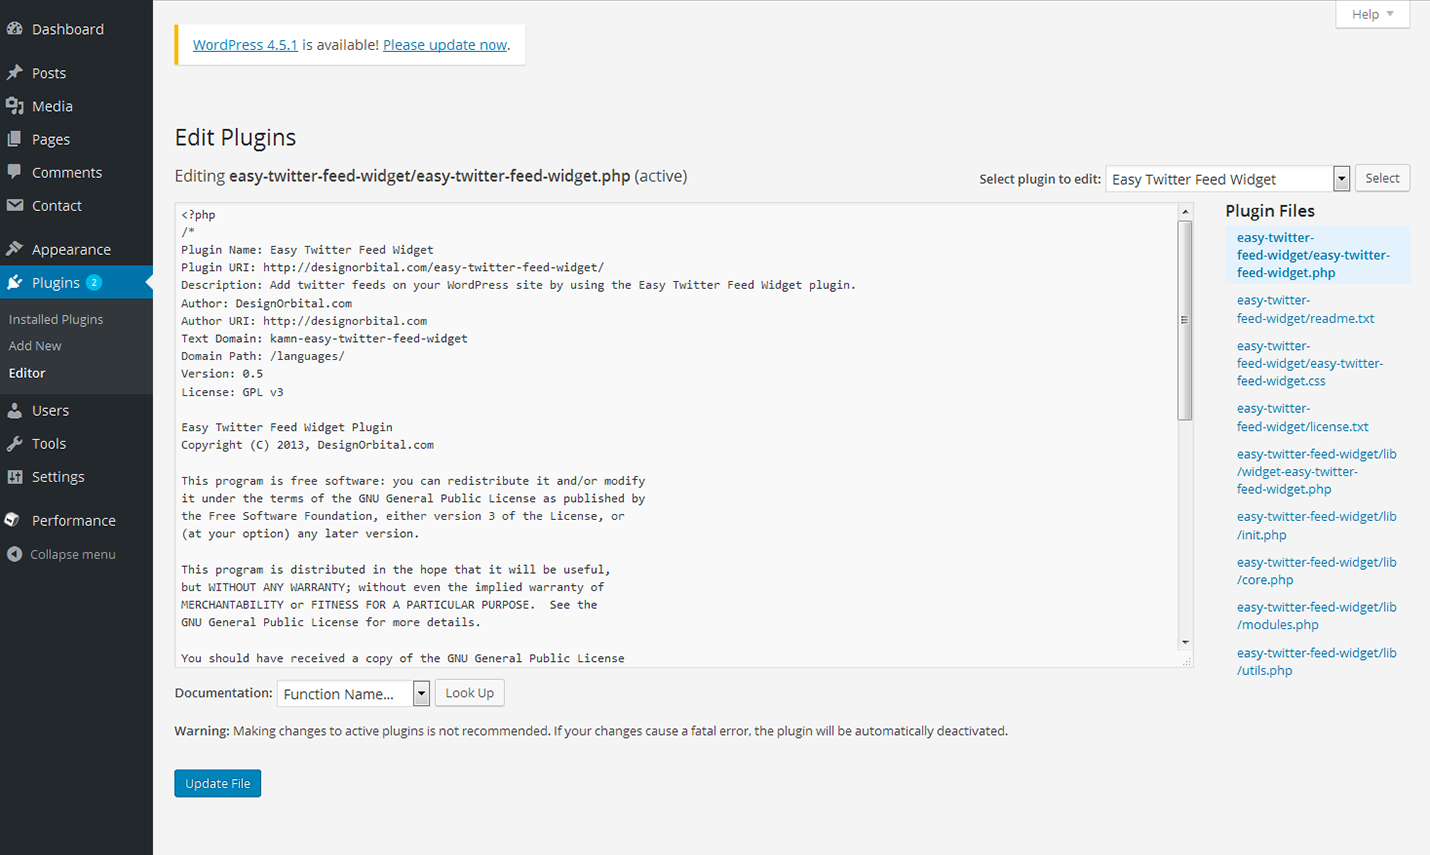 Dashboard
Posts
Media
Pages
Comments
Contact
Appearance
Plugins 2
Installed Plugins
Add New
Editor
Users
Tools
Settings
Performance
Collapse menu
Help
WordPress 4.5.1 is available! Please update now.
Edit Plugins
Editing easy-twitter-feed-widget/easy-twitter-feed-widget.php (active)
Select plugin to edit: Easy Twitter Feed Widget Select
<?php
/*
Plugin Name: Easy Twitter Feed Widget
Plugin URI: http://designorbital.com/easy-twitter-feed-widget/
Description: Add twitter feeds on your WordPress site by using the Easy Twitter Feed Widget plugin.
Author: DesignOrbital.com
Author URI: http://designorbital.com
Text Domain: kamn-easy-twitter-feed-widget
Domain Path: /languages/
Version: 0.5
License: GPL v3
Easy Twitter Feed Widget Plugin
Copyright (C) 2013, DesignOrbital.com
This program is free software: you can redistribute it and/or modify
it under the terms of the GNU General Public License as published by
the Free Software Foundation, either version 3 of the License, or
(at your option) any later version.
This program is distributed in the hope that it will be useful,
but WITHOUT ANY WARRANTY; without even the implied warranty of
MERCHANTABILITY or FITNESS FOR A PARTICULAR PURPOSE.  See the
GNU General Public License for more details.
You should have received a copy of the GNU General Public License
Plugin Files
easy-twitter-
feed-widget/easy-twitter-
feed-widget.php
easy-twitter-
feed-widget/readme.txt
easy-twitter-
feed-widget/easy-twitter-
feed-widget.css
easy-twitter-
feed-widget/license.txt
easy-twitter-feed-widget/lib
/widget-easy-twitter-
feed-widget.php
easy-twitter-feed-widget/lib
/init.php
easy-twitter-feed-widget/lib
/core.php
easy-twitter-feed-widget/lib
/modules.php
easy-twitter-feed-widget/lib
/utils.php
Documentation: Function Name... Look Up
Warning: Making changes to active plugins is not recommended. If your changes cause a fatal error, the plugin will be automatically deactivated.
Update File